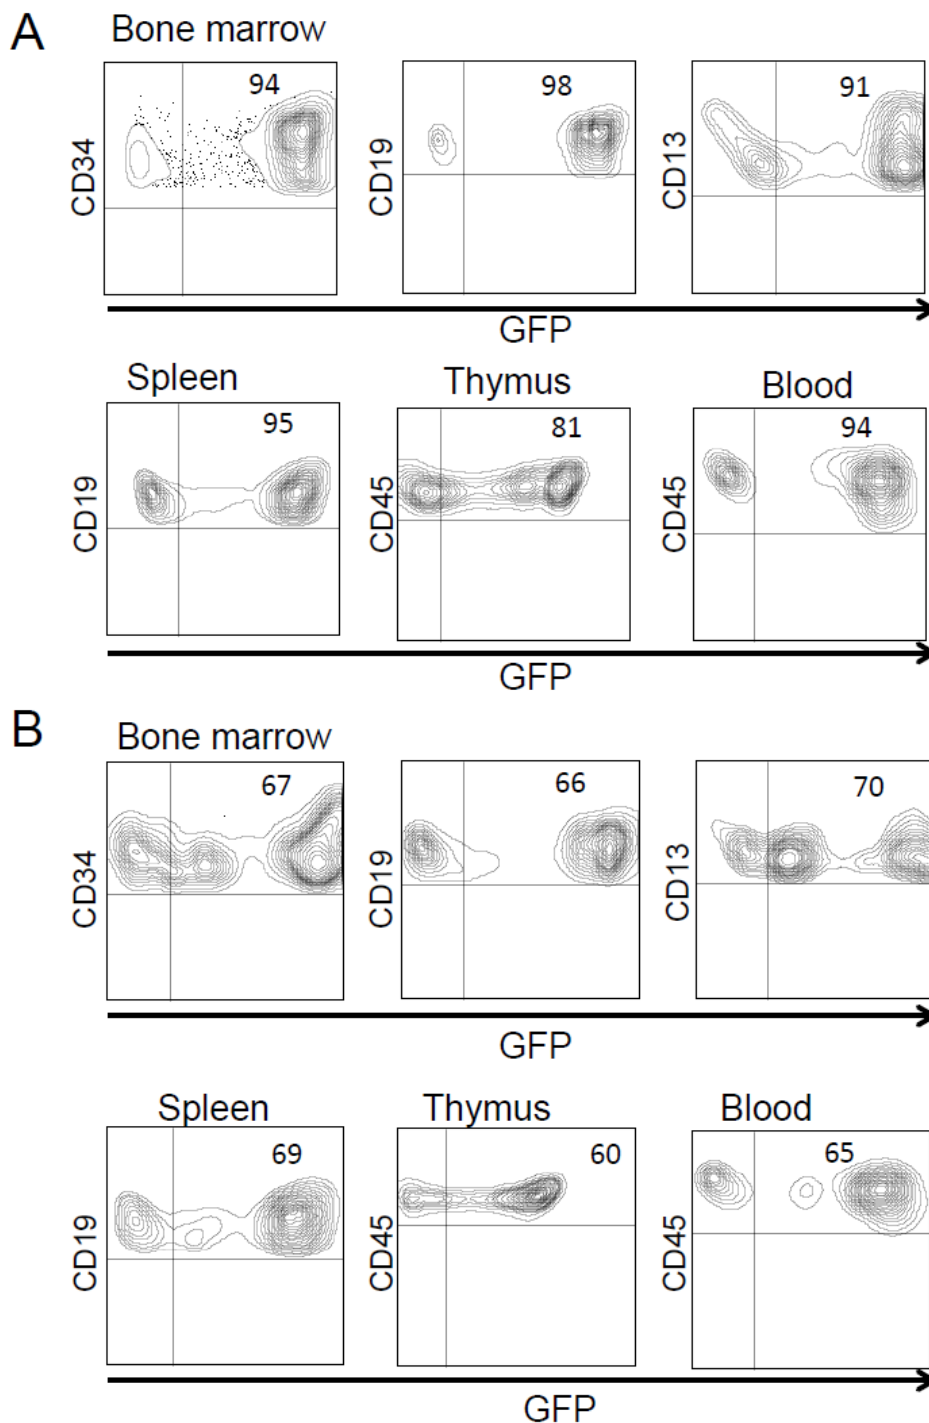 A
Bone marrow
94
98
91
CD34
CD19
CD13
GFP
Spleen
Thymus
Blood
95
81
94
CD19
CD45
CD45
GFP
B
Bone marrow
67
66
70
CD34
CD19
CD13
GFP
Spleen
Thymus
Blood
69
60
65
CD19
CD45
CD45
GFP